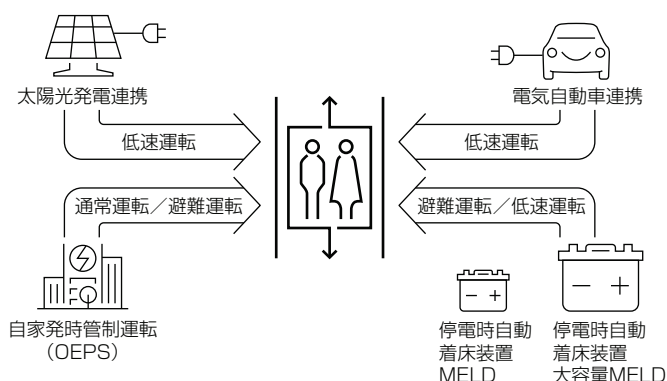 太陽光発電連携
電気自動車連携
低速運転
低速運転
通常運転／避難運転
避難運転／低速運転
自家発時管制運転
（OEPS）
停電時自動
着床装置
MELD
停電時自動
着床装置
大容量MELD